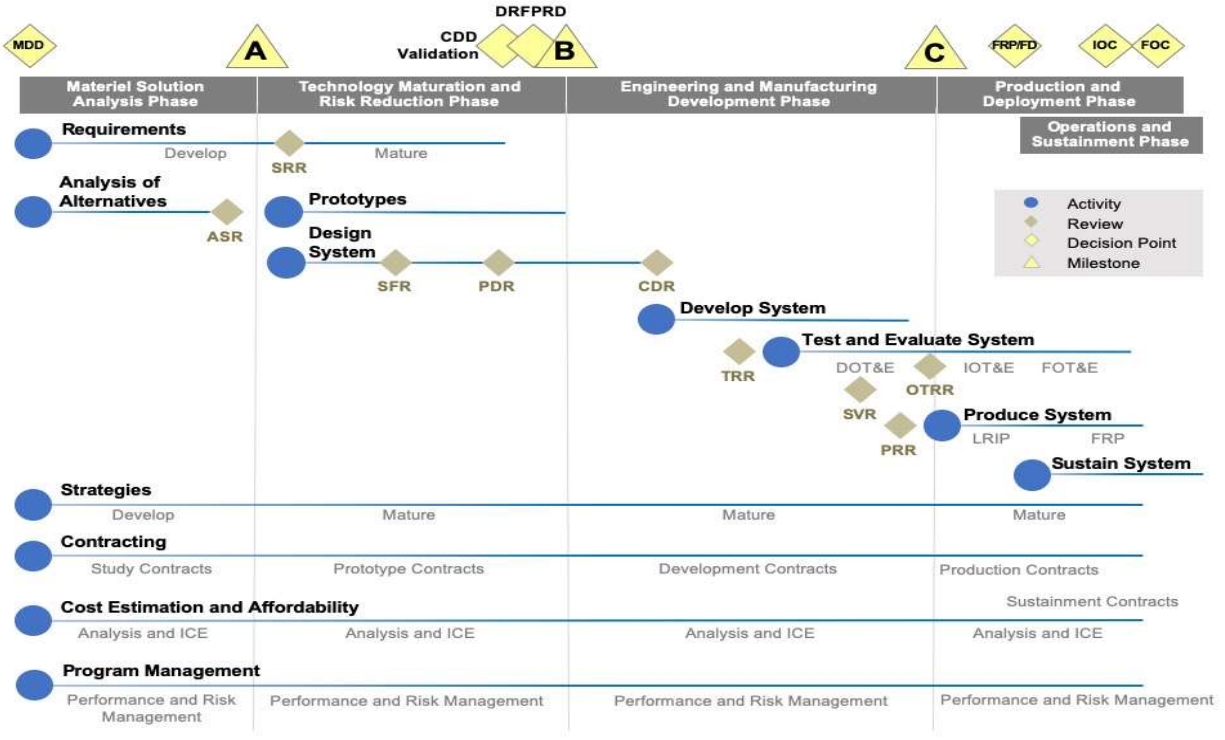 DRFPRD
MDD
A
CDD
Validation
B
C
FRP/FD
IOC
FOC
Materiel Solution
Analysis Phase
Technology Maturation and
Risk Reduction Phase
Engineering and Manufacturing
Development Phase
Production and
Deployment Phase
Operations and
Sustainment Phase
Requirements
Develop
SRR
Mature
Analysis of
Alternatives
ASR
Prototypes
Design
System
SFR
PDR
CDR
Activity
Review
Decision Point
Milestone
Develop System
Test and Evaluate System
TRR
DOT&E
OTRR
IOT&E
FOT&E
SVR
PRR
Produce System
LRIP
FRP
Sustain System
Strategies
Develop
Mature
Mature
Mature
Contracting
Study Contracts
Prototype Contracts
Development Contracts
Production Contracts
Sustainment Contracts
Cost Estimation and Affordability
Analysis and ICE
Analysis and ICE
Analysis and ICE
Analysis and ICE
Program Management
Performance and Risk
Management
Performance and Risk Management
Performance and Risk Management
Performance and Risk Management